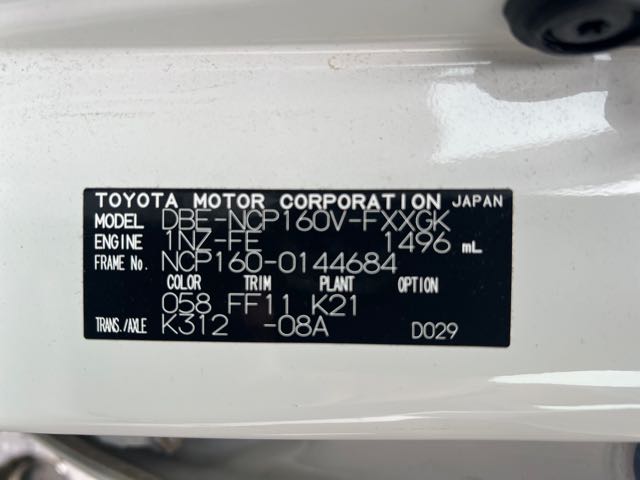 TOYOTA MOTOR CORPORATION JAPAN
MODEL DBE-NCP160V-FXXGK
ENGINE 1NZ-FE 1496 mL
FRAME No. NCP160-0144684
COLOR TRIM PLANT OPTION
058 FF11 K21
TRANS./AXLE K312 -08A D029